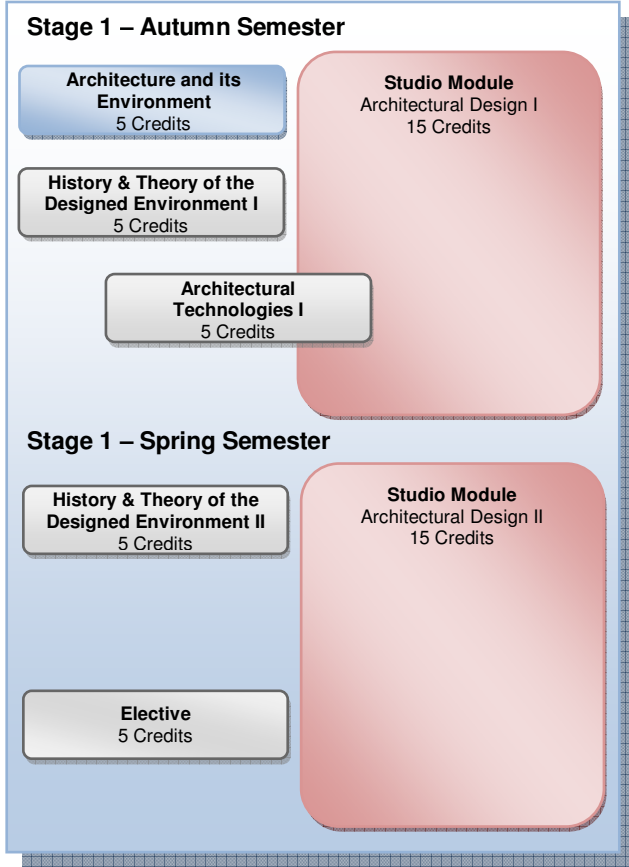 Stage 1 – Autumn Semester
Architecture and its
Environment
5 Credits
Studio Module
Architectural Design I
15 Credits
History & Theory of the
Designed Environment I
5 Credits
Architectural
Technologies I
5 Credits
Stage 1 – Spring Semester
History & Theory of the
Designed Environment II
5 Credits
Studio Module
Architectural Design II
15 Credits
Elective
5 Credits